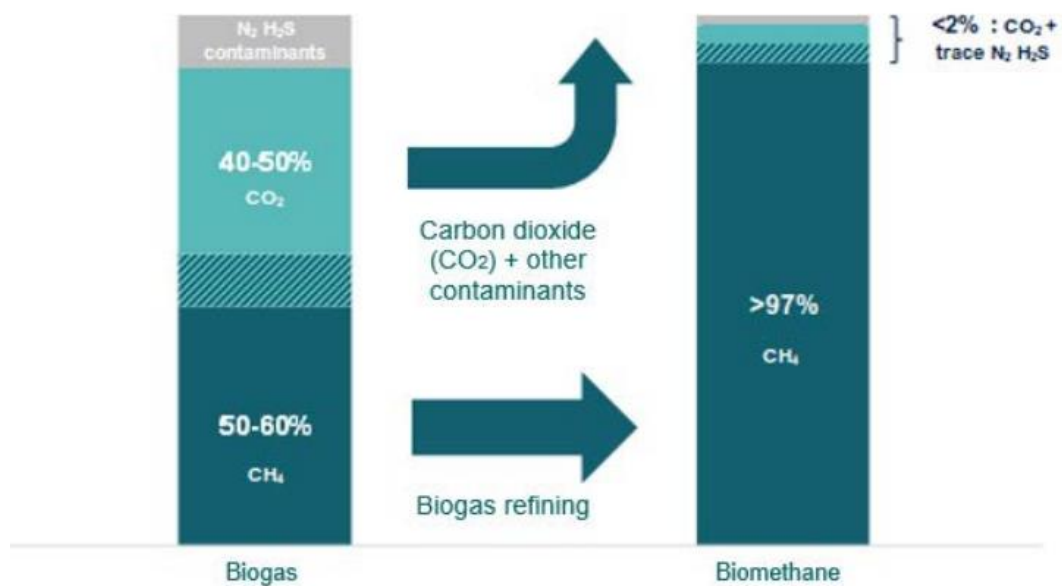 N₂ H₂S
contaminants
40-50%
CO₂
50-60%
CH₄
Biogas
Carbon dioxide
(CO₂) + other
contaminants
Biogas refining
<2% : CO₂ +
trace N₂ H₂S
>97%
CH₄
Biomethane